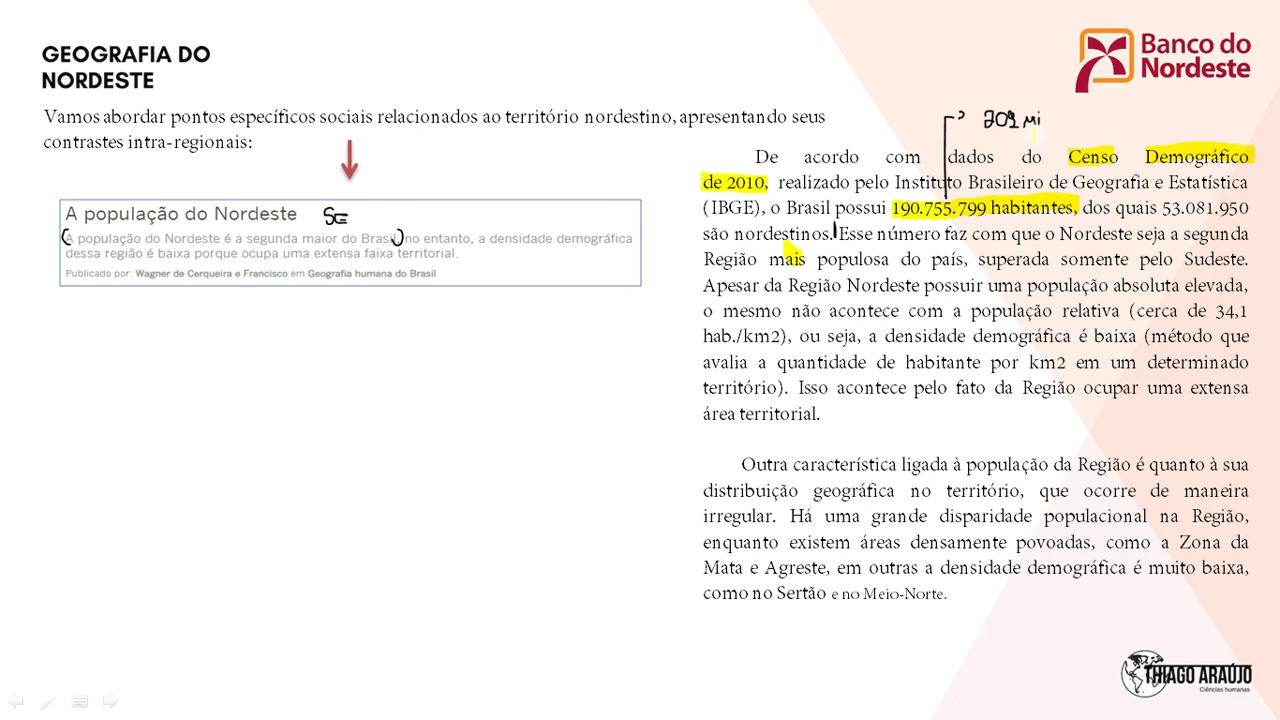 GEOGRAFIA DO
NORDESTE
Banco do
Nordeste
Vamos abordar pontos específicos sociais relacionados ao território nordestino, apresentando seus
contrastes intra-regionais:
A população do Nordeste SE
A população do Nordeste é a segunda maior do Brasil, no entanto, a densidade demográfica
dessa região é baixa porque ocupa uma extensa faixa territorial.
Publicado por: Wagner de Cerqueira e Francisco em Geografia humana do Brasil
mi
De acordo com dados do Censo Demográfico
de 2010, realizado pelo Instituto Brasileiro de Geografia e Estatística
(IBGE), o Brasil possui 190.755.799 habitantes, dos quais 53.081.950
são nordestinos. Esse número faz com que o Nordeste seja a segunda
Região mais populosa do país, superada somente pelo Sudeste.
Apesar da Região Nordeste possuir uma população absoluta elevada,
o mesmo não acontece com a população relativa (cerca de 34,1
hab./km2), ou seja, a densidade demográfica é baixa (método que
avalia a quantidade de habitante por km2 em um determinado
território). Isso acontece pelo fato da Região ocupar uma extensa
área territorial.
Outra característica ligada à população da Região é quanto à sua
distribuição geográfica no território, que ocorre de maneira
irregular. Há uma grande disparidade populacional na Região,
enquanto existem áreas densamente povoadas, como a Zona da
Mata e Agreste, em outras a densidade demográfica é muito baixa,
como no Sertão e no Meio-Norte.
THIAGO ARAÚJO
Ciências humanas